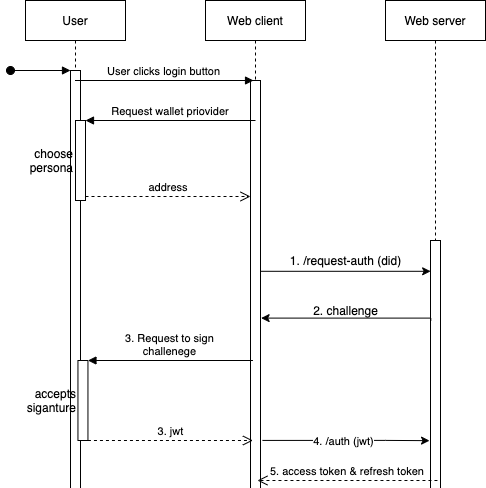 User
Web client
Web server
User clicks login button
Request wallet priovider
choose
persona
address
1. /request-auth (did)
2. challenge
3. Request to sign
challenege
accepts
siganture
3. jwt
4. /auth (jwt)
5. access token & refresh token